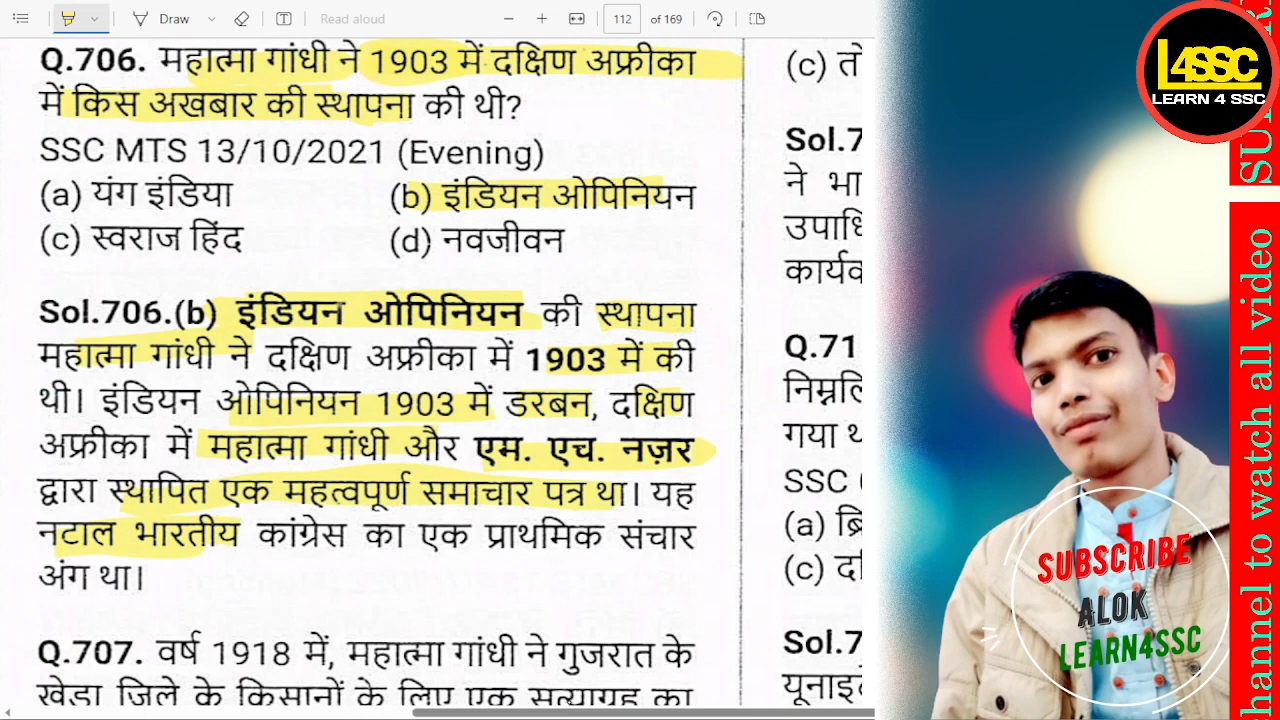 Draw
Read aloud
112 of 169
Q.706. महात्मा गांधी ने 1903 में दक्षिण अफ्रीका
में किस अखबार की स्थापना की थी?
SSC MTS 13/10/2021 (Evening)
(a) यंग इंडिया (b) इंडियन ओपिनियन
(c) स्वराज हिंद (d) नवजीवन
Sol.706.(b) इंडियन ओपिनियन की स्थापना
महात्मा गांधी ने दक्षिण अफ्रीका में 1903 में की
थी। इंडियन ओपिनियन 1903 में डरबन, दक्षिण
अफ्रीका में महात्मा गांधी और एम. एच. नज़र
द्वारा स्थापित एक महत्वपूर्ण समाचार पत्र था। यह
नटाल भारतीय कांग्रेस का एक प्राथमिक संचार
अंग था।
Q.707. वर्ष 1918 में, महात्मा गांधी ने गुजरात के
खेड़ा जिले के किसानों के लिए एक सत्याग्रह का
(c)
Sol.7
ने
Q.71
गया
SSC
(a)
(c)
Sol.7
L4SSC
LEARN 4 SSC
SUBSCRIBE
ALOK
LEARN4SSC
to watch all video